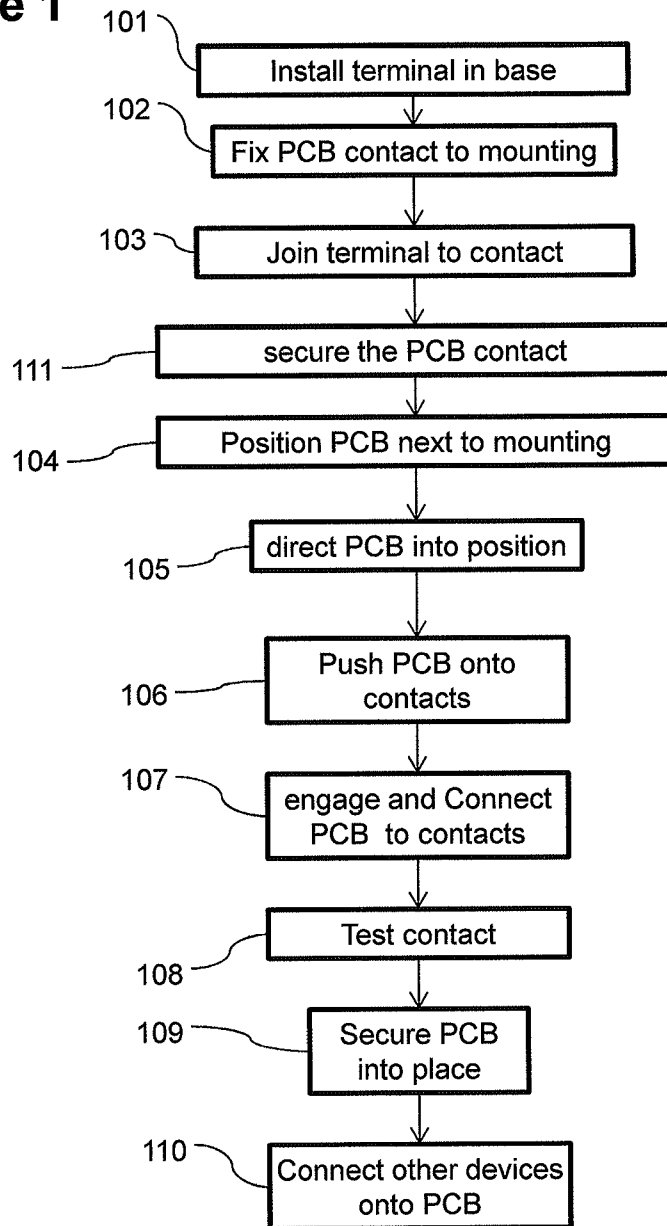 e 1
101
Install terminal in base
102
Fix PCB contact to mounting
103
Join terminal to contact
111
secure the PCB contact
104
Position PCB next to mounting
105
direct PCB into position
106
Push PCB onto
contacts
107
engage and Connect
PCB to contacts
108
Test contact
109
Secure PCB
into place
110
Connect other devices
onto PCB